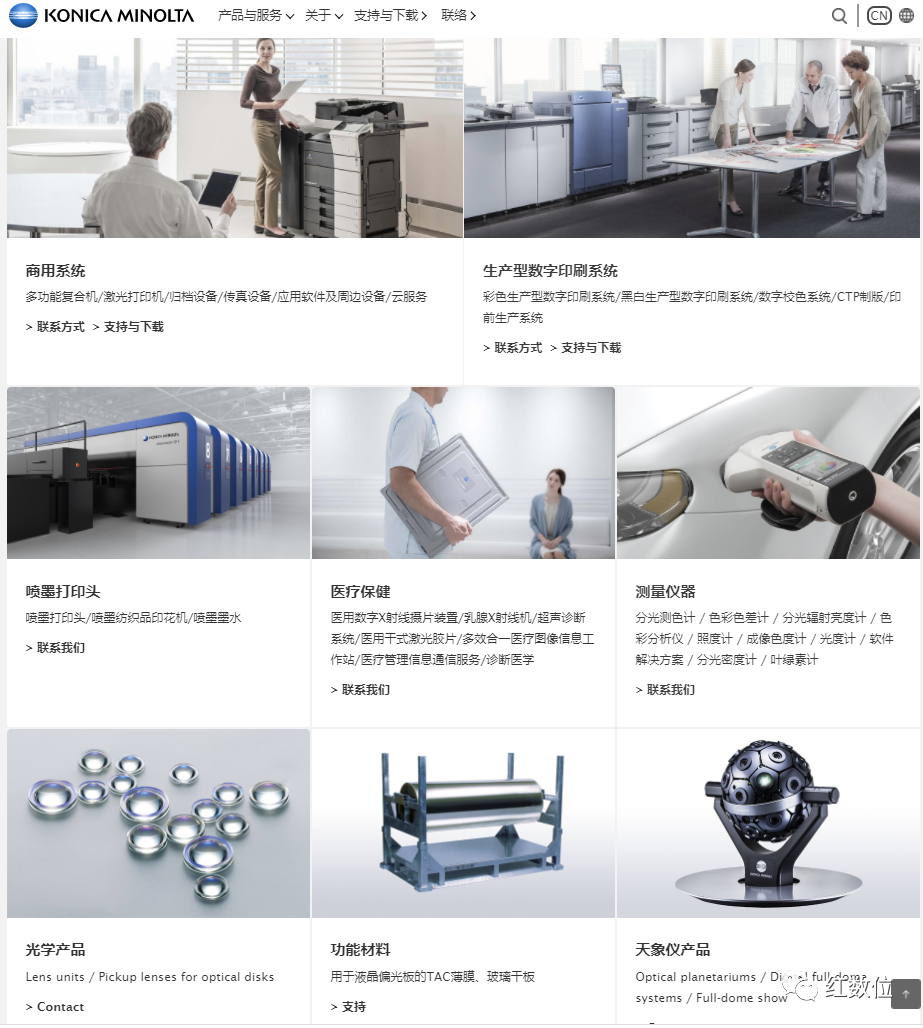 KONICA MINOLTA 产品与服务 关于 支持与下载 联络 CN
商用系统
多功能复合机/激光打印机/归档设备/传真设备/应用软件及周边设备/云服务
> 联系方式 > 支持与下载
生产型数字印刷系统
彩色生产型数字印刷系统/黑白生产型数字印刷系统/数字校色系统/CTP制版/印
前生产系统
> 联系方式 > 支持与下载
KONICA MINOLTA
喷墨打印头
喷墨打印头/喷墨纺织品印花机/喷墨墨水
> 联系我们
医疗保健
医用数字X射线摄片装置/乳腺X射线机/超声诊断
系统/医用干式激光胶片/多效合一医疗图像信息工
作站/医疗管理信息通信服务/诊断医学
> 联系我们
测量仪器
分光测色计 / 色彩色差计 / 分光辐射亮度计 / 色
彩分析仪 / 照度计 / 成像色度计 / 光度计 / 软件
解决方案 / 分光密度计 / 叶绿素计
> 联系我们
KONICA MINOLTA
光学产品
Lens units / Pickup lenses for optical disks
> Contact
功能材料
用于液晶偏光板的TAC薄膜、玻璃干板
> 支持
天象仪产品
Optical planetariums / Digital full-dome
systems / Full-dome show
红数位